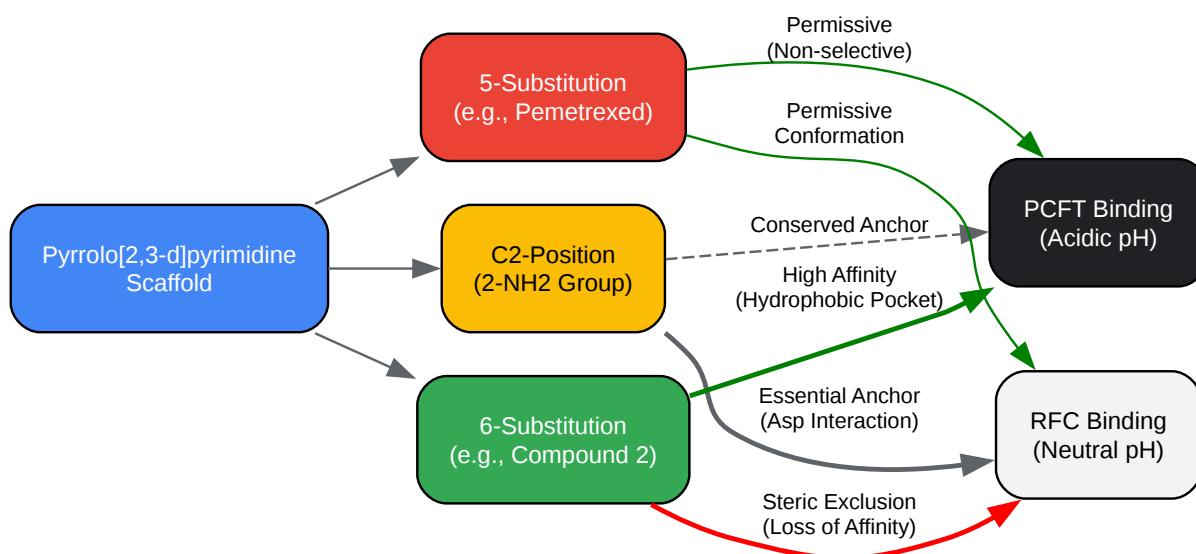 Permissive
(Non-selective)
5-Substitution
(e.g., Pemetrexed)
Permissive
Conformation
Pyrrolo[2,3-d]pyrimidine
Scaffold
C2-Position
(2-NH2 Group)
Conserved Anchor
PCFT Binding
(Acidic pH)
High Affinity
(Hydrophobic Pocket)
6-Substitution
(e.g., Compound 2)
Essential Anchor
(Asp Interaction)
RFC Binding
(Neutral pH)
Steric Exclusion
(Loss of Affinity)